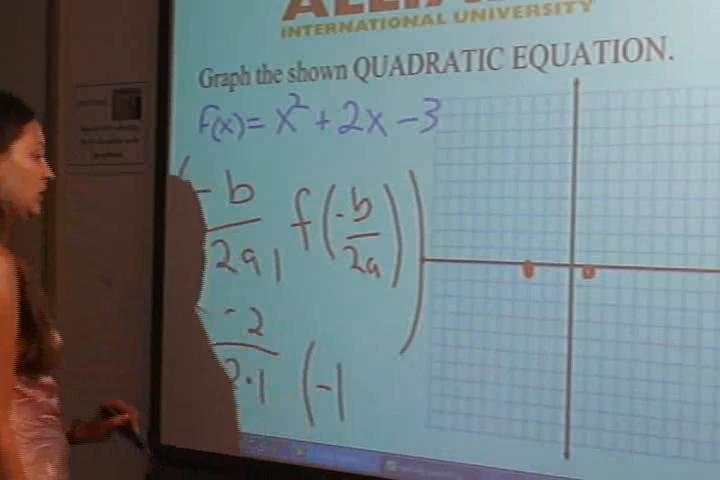 INTERNATIONAL UNIVERSITY
Graph the shown QUADRATIC EQUATION.
f(x) = x² + 2x - 3
(-b/2a, f(-b/2a))
-2/2·1 (-1